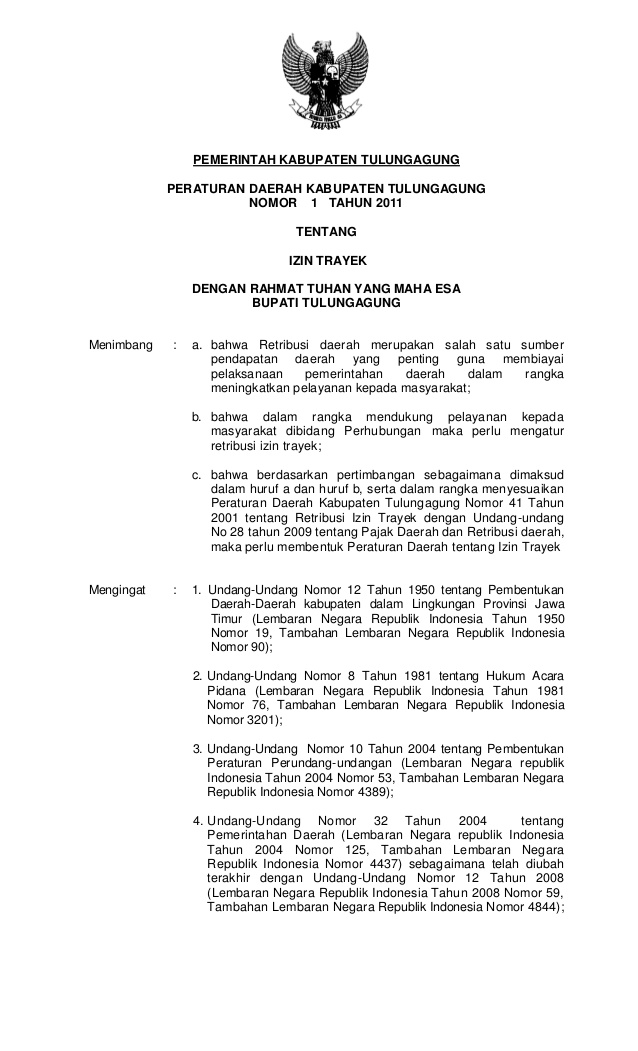 PEMERINTAH KABUPATEN TULUNGAGUNG
PERATURAN DAERAH KABUPATEN TULUNGAGUNG
NOMOR 1 TAHUN 2011
TENTANG
IZIN TRAYEK
DENGAN RAHMAT TUHAN YANG MAHA ESA
BUPATI TULUNGAGUNG
Menimbang : a. bahwa Retribusi daerah merupakan salah satu sumber
pendapatan daerah yang penting guna membiayai
pelaksanaan pemerintahan daerah dalam rangka
meningkatkan pelayanan kepada masyarakat;
b. bahwa dalam rangka mendukung pelayanan kepada
masyarakat dibidang Perhubungan maka perlu mengatur
retribusi izin trayek;
c. bahwa berdasarkan pertimbangan sebagaimana dimaksud
dalam huruf a dan huruf b, serta dalam rangka menyesuaikan
Peraturan Daerah Kabupaten Tulungagung Nomor 41 Tahun
2001 tentang Retribusi Izin Trayek dengan Undang-undang
No 28 tahun 2009 tentang Pajak Daerah dan Retribusi daerah,
maka perlu membentuk Peraturan Daerah tentang Izin Trayek
Mengingat : 1. Undang-Undang Nomor 12 Tahun 1950 tentang Pembentukan
Daerah-Daerah kabupaten dalam Lingkungan Provinsi Jawa
Timur (Lembaran Negara Republik Indonesia Tahun 1950
Nomor 19, Tambahan Lembaran Negara Republik Indonesia
Nomor 90);
2. Undang-Undang Nomor 8 Tahun 1981 tentang Hukum Acara
Pidana (Lembaran Negara Republik Indonesia Tahun 1981
Nomor 76, Tambahan Lembaran Negara Republik Indonesia
Nomor 3201);
3. Undang-Undang Nomor 10 Tahun 2004 tentang Pembentukan
Peraturan Perundang-undangan (Lembaran Negara republik
Indonesia Tahun 2004 Nomor 53, Tambahan Lembaran Negara
Republik Indonesia Nomor 4389);
4. Undang-Undang Nomor 32 Tahun 2004 tentang
Pemerintahan Daerah (Lembaran Negara republik Indonesia
Tahun 2004 Nomor 125, Tambahan Lembaran Negara
Republik Indonesia Nomor 4437) sebagaimana telah diubah
terakhir dengan Undang-Undang Nomor 12 Tahun 2008
(Lembaran Negara Republik Indonesia Tahun 2008 Nomor 59,
Tambahan Lembaran Negara Republik Indonesia Nomor 4844);